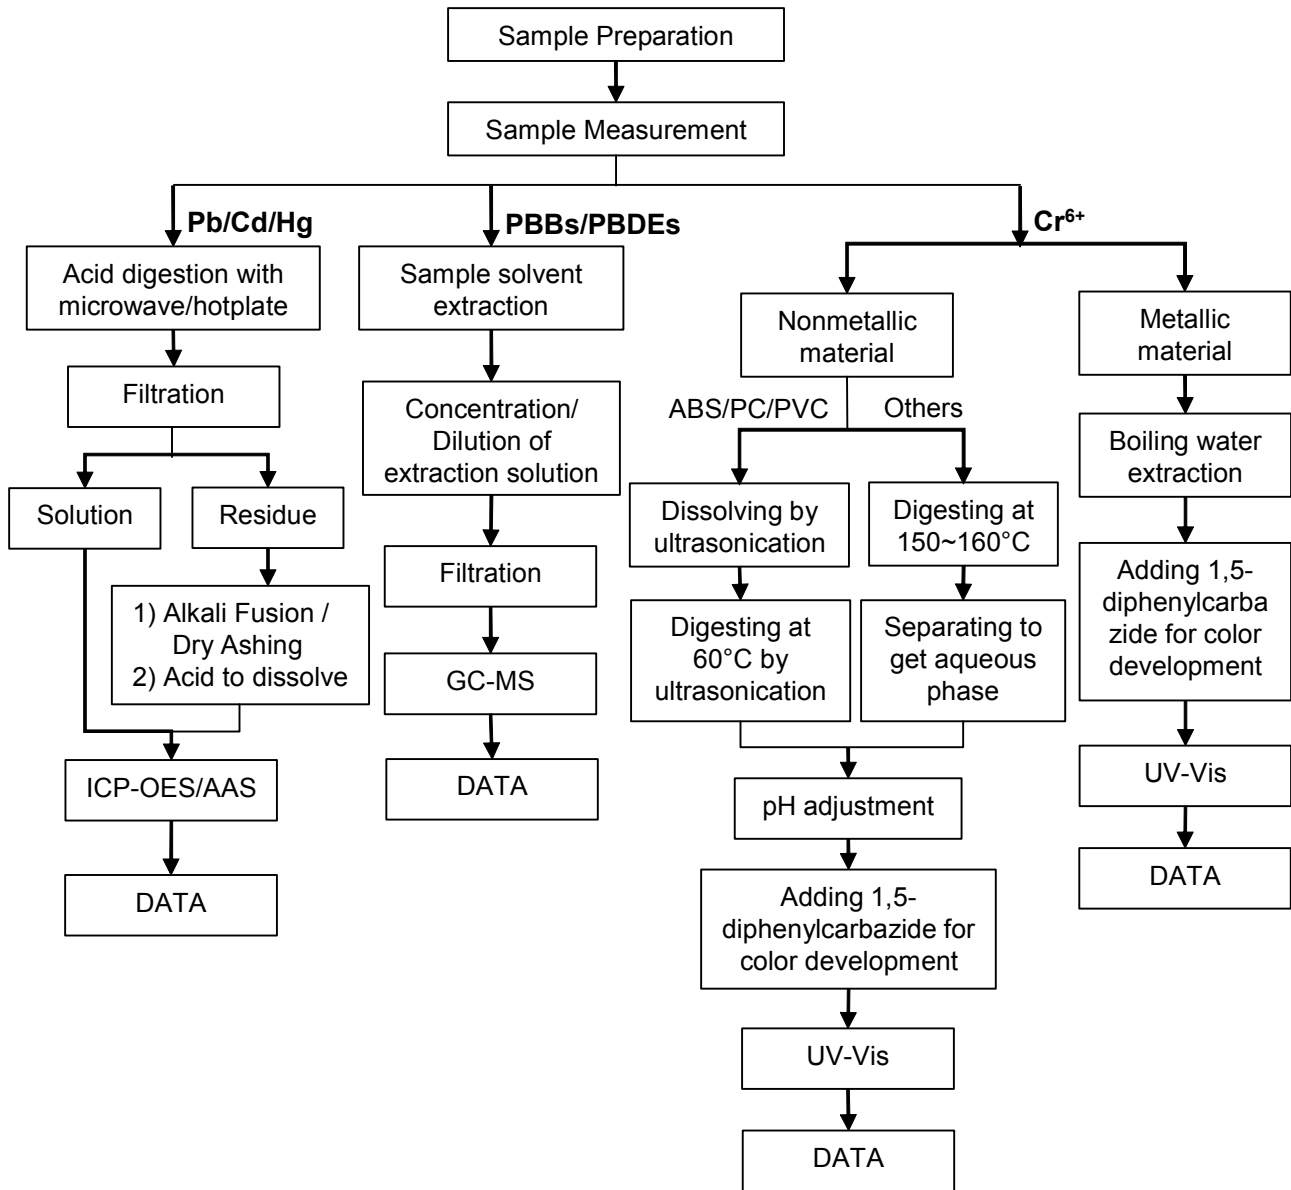 Sample Preparation
Sample Measurement
Pb/Cd/Hg
PBBs/PBDEs
Cr⁶⁺
Acid digestion with
microwave/hotplate
Filtration
Solution
Residue
1) Alkali Fusion /
Dry Ashing
2) Acid to dissolve
ICP-OES/AAS
DATA
Sample solvent
extraction
Concentration/
Dilution of
extraction solution
Filtration
GC-MS
DATA
Nonmetallic
material
ABS/PC/PVC
Others
Dissolving by
ultrasonication
Digesting at
60°C by
ultrasonication
Digesting at
150~160°C
Separating to
get aqueous
phase
pH adjustment
Adding 1,5-
diphenylcarbazide for
color development
UV-Vis
DATA
Metallic
material
Boiling water
extraction
Adding 1,5-
diphenylcarba
zide for color
development
UV-Vis
DATA